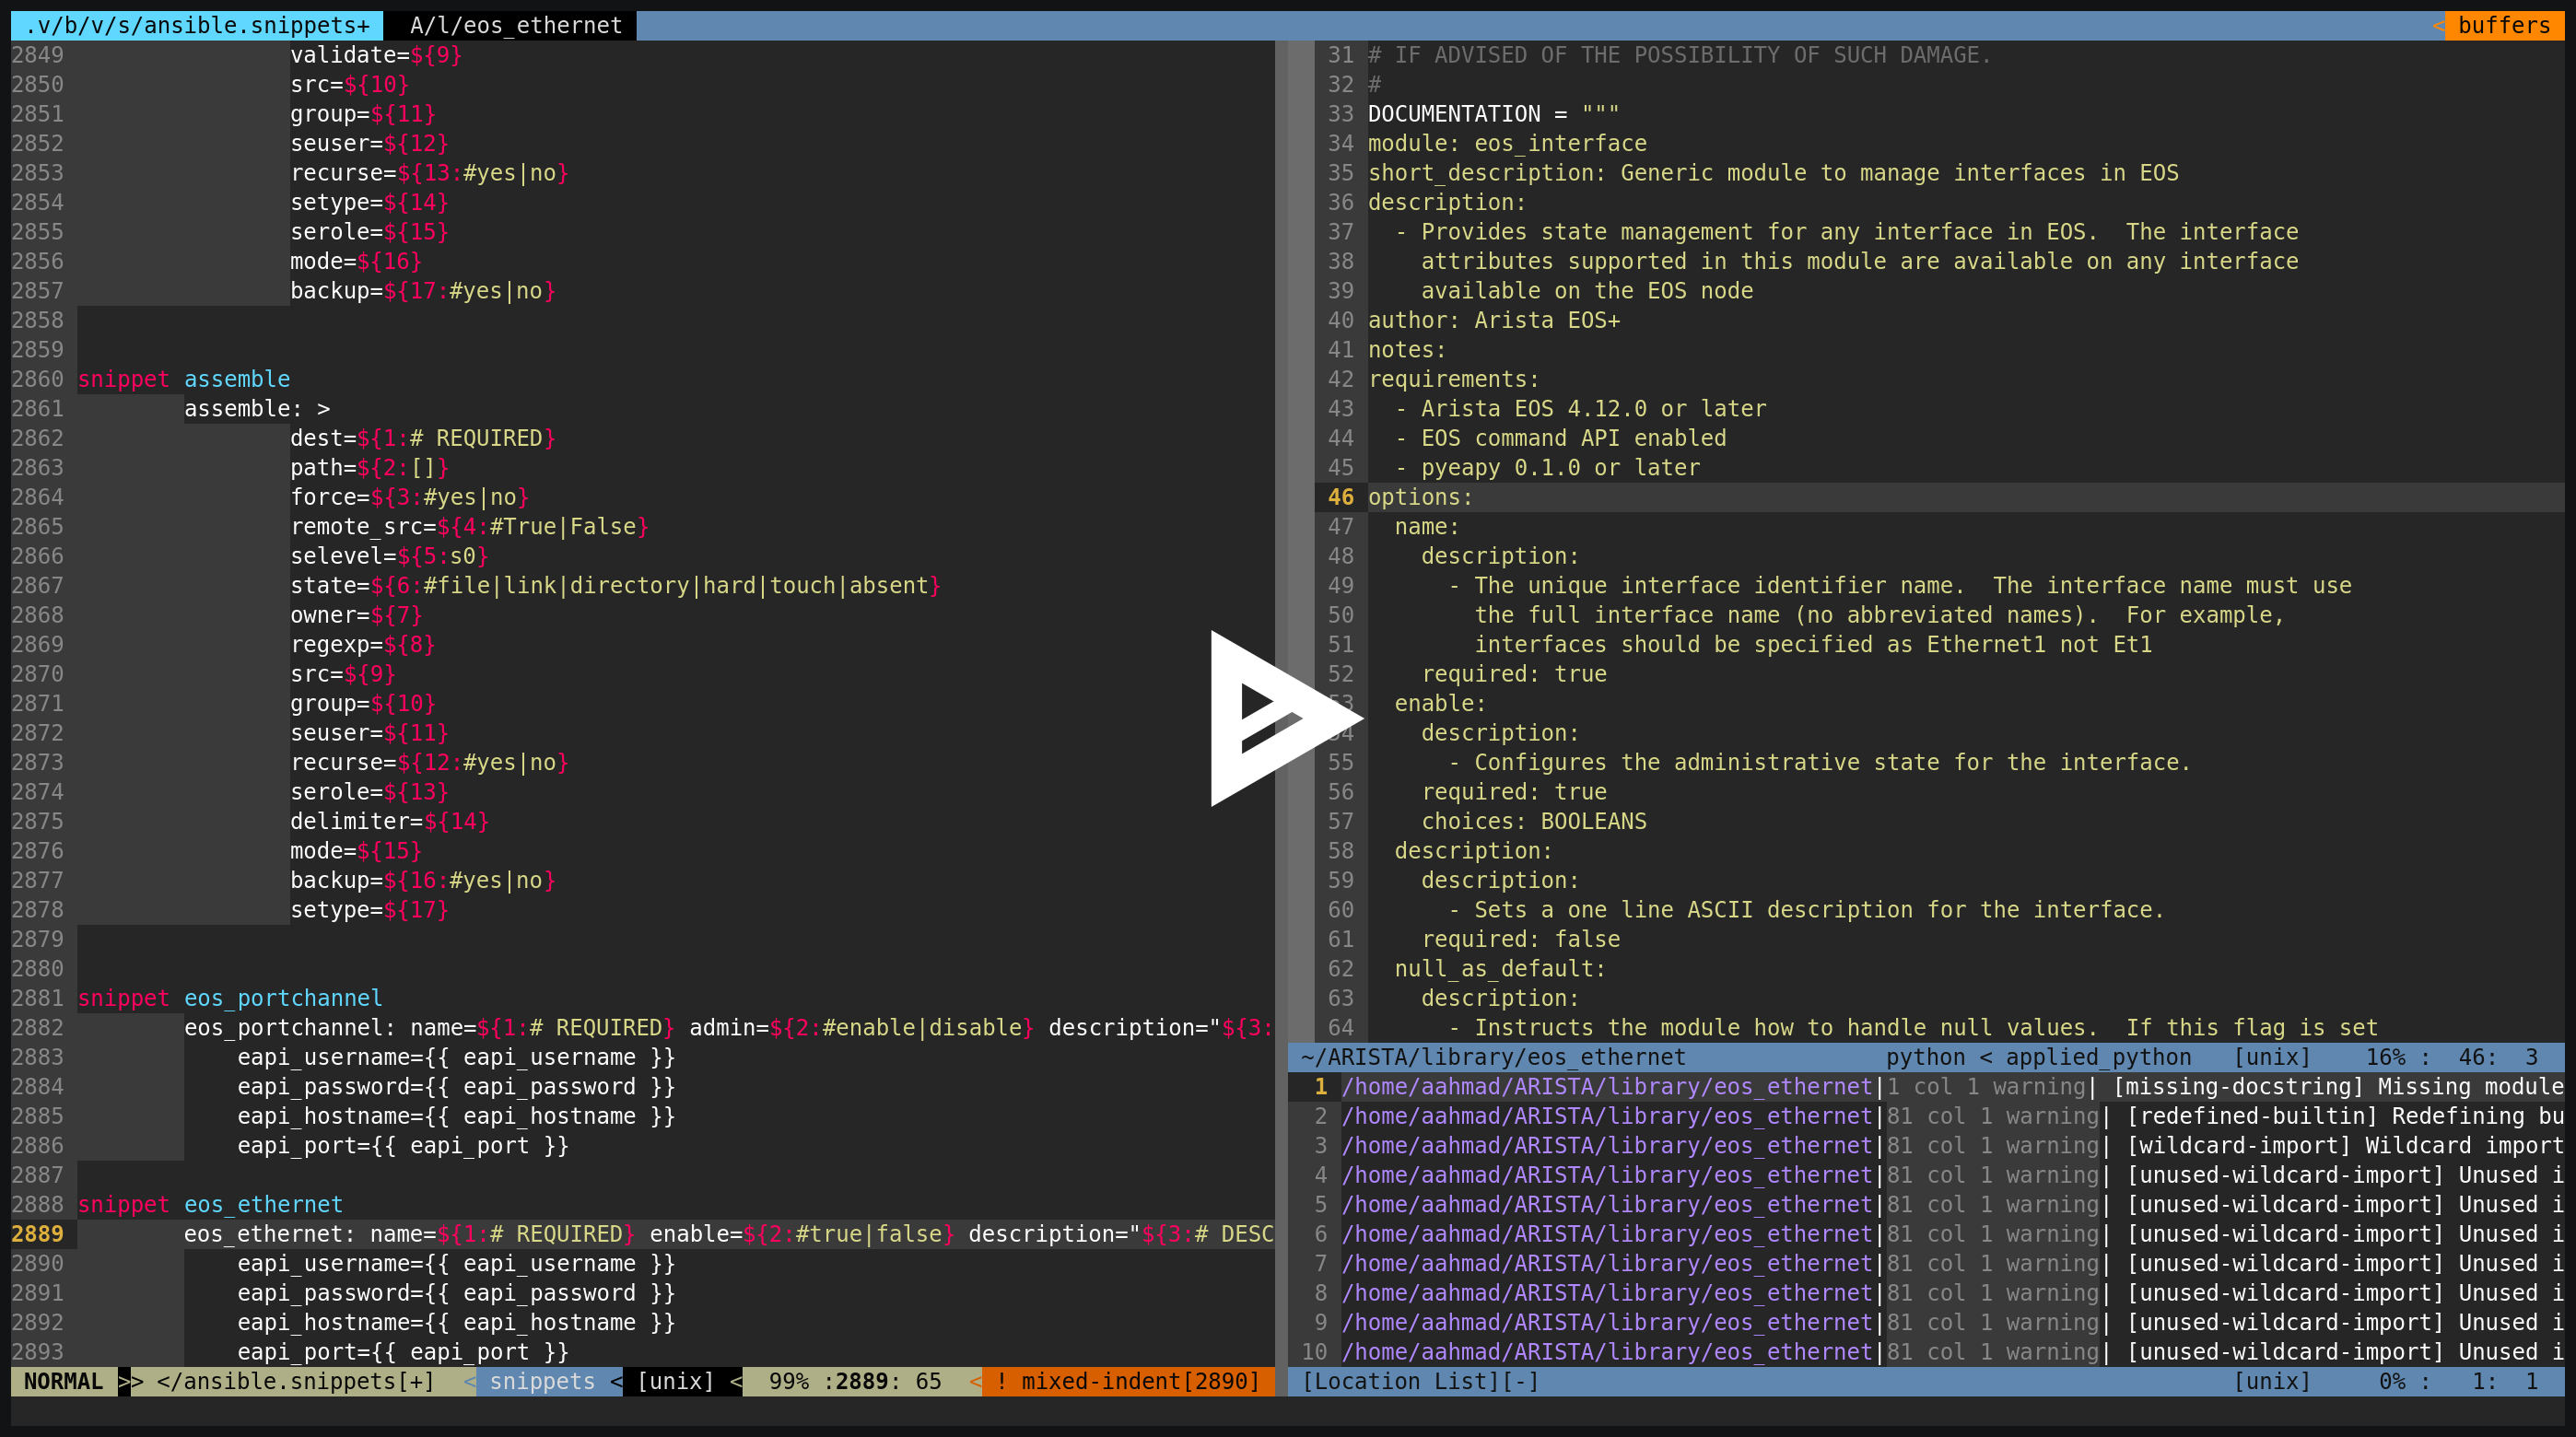 .v/b/v/s/ansible.snippets+ A/l/eos_ethernet < buffers
2849 validate=${9}
2850 src=${10}
2851 group=${11}
2852 seuser=${12}
2853 recurse=${13:#yes|no}
2854 setype=${14}
2855 serole=${15}
2856 mode=${16}
2857 backup=${17:#yes|no}
2858
2859
2860 snippet assemble
2861 assemble: >
2862 dest=${1:# REQUIRED}
2863 path=${2:[]}
2864 force=${3:#yes|no}
2865 remote_src=${4:#True|False}
2866 selevel=${5:s0}
2867 state=${6:#file|link|directory|hard|touch|absent}
2868 owner=${7}
2869 regexp=${8}
2870 src=${9}
2871 group=${10}
2872 seuser=${11}
2873 recurse=${12:#yes|no}
2874 serole=${13}
2875 delimiter=${14}
2876 mode=${15}
2877 backup=${16:#yes|no}
2878 setype=${17}
2879
2880
2881 snippet eos_portchannel
2882 eos_portchannel: name=${1:# REQUIRED} admin=${2:#enable|disable} description="${3:
2883 eapi_username={{ eapi_username }}
2884 eapi_password={{ eapi_password }}
2885 eapi_hostname={{ eapi_hostname }}
2886 eapi_port={{ eapi_port }}
2887
2888 snippet eos_ethernet
2889 eos_ethernet: name=${1:# REQUIRED} enable=${2:#true|false} description="${3:# DESC
2890 eapi_username={{ eapi_username }}
2891 eapi_password={{ eapi_password }}
2892 eapi_hostname={{ eapi_hostname }}
2893 eapi_port={{ eapi_port }}
NORMAL >> </ansible.snippets[+] < snippets < [unix] < 99% :2889: 65 < ! mixed-indent[2890]
31 # IF ADVISED OF THE POSSIBILITY OF SUCH DAMAGE.
32 #
33 DOCUMENTATION = """
34 module: eos_interface
35 short_description: Generic module to manage interfaces in EOS
36 description:
37 - Provides state management for any interface in EOS.  The interface
38 attributes supported in this module are available on any interface
39 available on the EOS node
40 author: Arista EOS+
41 notes:
42 requirements:
43 - Arista EOS 4.12.0 or later
44 - EOS command API enabled
45 - pyeapy 0.1.0 or later
46 options:
47 name:
48 description:
49 - The unique interface identifier name.  The interface name must use
50 the full interface name (no abbreviated names).  For example,
51 interfaces should be specified as Ethernet1 not Et1
52 required: true
53 enable:
54 description:
55 - Configures the administrative state for the interface.
56 required: true
57 choices: BOOLEANS
58 description:
59 description:
60 - Sets a one line ASCII description for the interface.
61 required: false
62 null_as_default:
63 description:
64 - Instructs the module how to handle null values.  If this flag is set
~/ARISTA/library/eos_ethernet python < applied_python [unix] 16% : 46: 3
1 /home/aahmad/ARISTA/library/eos_ethernet|1 col 1 warning| [missing-docstring] Missing module
2 /home/aahmad/ARISTA/library/eos_ethernet|81 col 1 warning| [redefined-builtin] Redefining bu
3 /home/aahmad/ARISTA/library/eos_ethernet|81 col 1 warning| [wildcard-import] Wildcard import
4 /home/aahmad/ARISTA/library/eos_ethernet|81 col 1 warning| [unused-wildcard-import] Unused i
5 /home/aahmad/ARISTA/library/eos_ethernet|81 col 1 warning| [unused-wildcard-import] Unused i
6 /home/aahmad/ARISTA/library/eos_ethernet|81 col 1 warning| [unused-wildcard-import] Unused i
7 /home/aahmad/ARISTA/library/eos_ethernet|81 col 1 warning| [unused-wildcard-import] Unused i
8 /home/aahmad/ARISTA/library/eos_ethernet|81 col 1 warning| [unused-wildcard-import] Unused i
9 /home/aahmad/ARISTA/library/eos_ethernet|81 col 1 warning| [unused-wildcard-import] Unused i
10 /home/aahmad/ARISTA/library/eos_ethernet|81 col 1 warning| [unused-wildcard-import] Unused i
[Location List][-] [unix] 0% : 1: 1